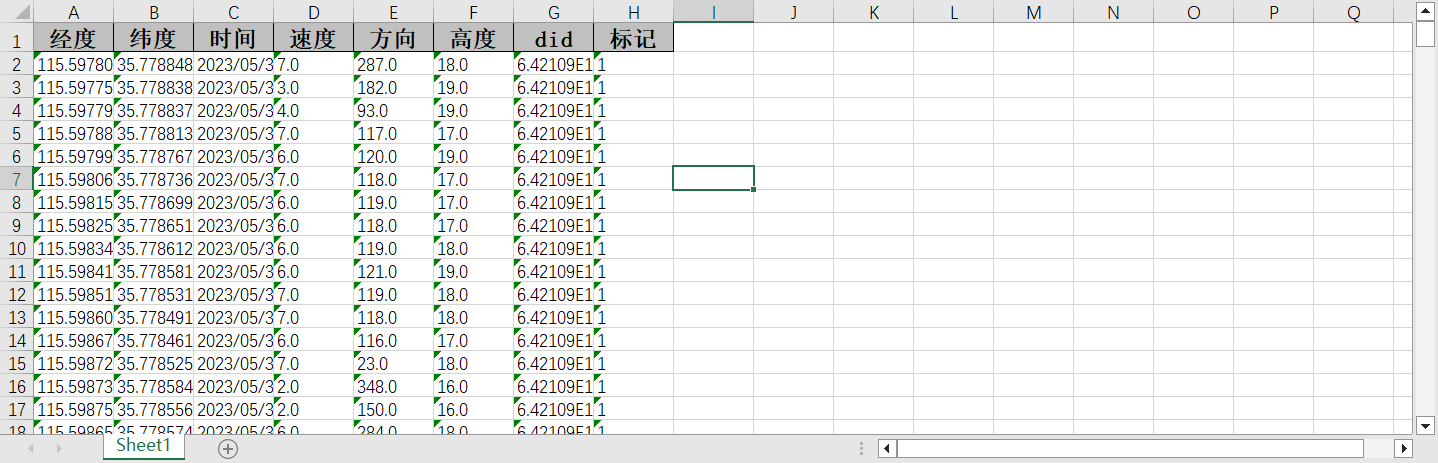 A B C D E F G H I J K L M N O P Q
1 经度 纬度 时间 速度 方向 高度 did 标记
2 115.59780 35.778848 2023/05/3 7.0 287.0 18.0 6.42109E1 1
3 115.59775 35.778838 2023/05/3 3.0 182.0 19.0 6.42109E1 1
4 115.59779 35.778837 2023/05/3 4.0 93.0 19.0 6.42109E1 1
5 115.59788 35.778813 2023/05/3 7.0 117.0 17.0 6.42109E1 1
6 115.59799 35.778767 2023/05/3 6.0 120.0 19.0 6.42109E1 1
7 115.59806 35.778736 2023/05/3 7.0 118.0 17.0 6.42109E1 1
8 115.59815 35.778699 2023/05/3 6.0 119.0 17.0 6.42109E1 1
9 115.59825 35.778651 2023/05/3 6.0 118.0 17.0 6.42109E1 1
10 115.59834 35.778612 2023/05/3 6.0 119.0 18.0 6.42109E1 1
11 115.59841 35.778581 2023/05/3 6.0 121.0 19.0 6.42109E1 1
12 115.59851 35.778531 2023/05/3 7.0 119.0 18.0 6.42109E1 1
13 115.59860 35.778491 2023/05/3 7.0 118.0 18.0 6.42109E1 1
14 115.59867 35.778461 2023/05/3 6.0 116.0 17.0 6.42109E1 1
15 115.59872 35.778525 2023/05/3 7.0 23.0 18.0 6.42109E1 1
16 115.59873 35.778584 2023/05/3 2.0 348.0 16.0 6.42109E1 1
17 115.59875 35.778556 2023/05/3 2.0 150.0 16.0 6.42109E1 1
18 115.59865 35.778574 2023/05/3 6.0 284.0 18.0 6.42109E1 1
Sheet1